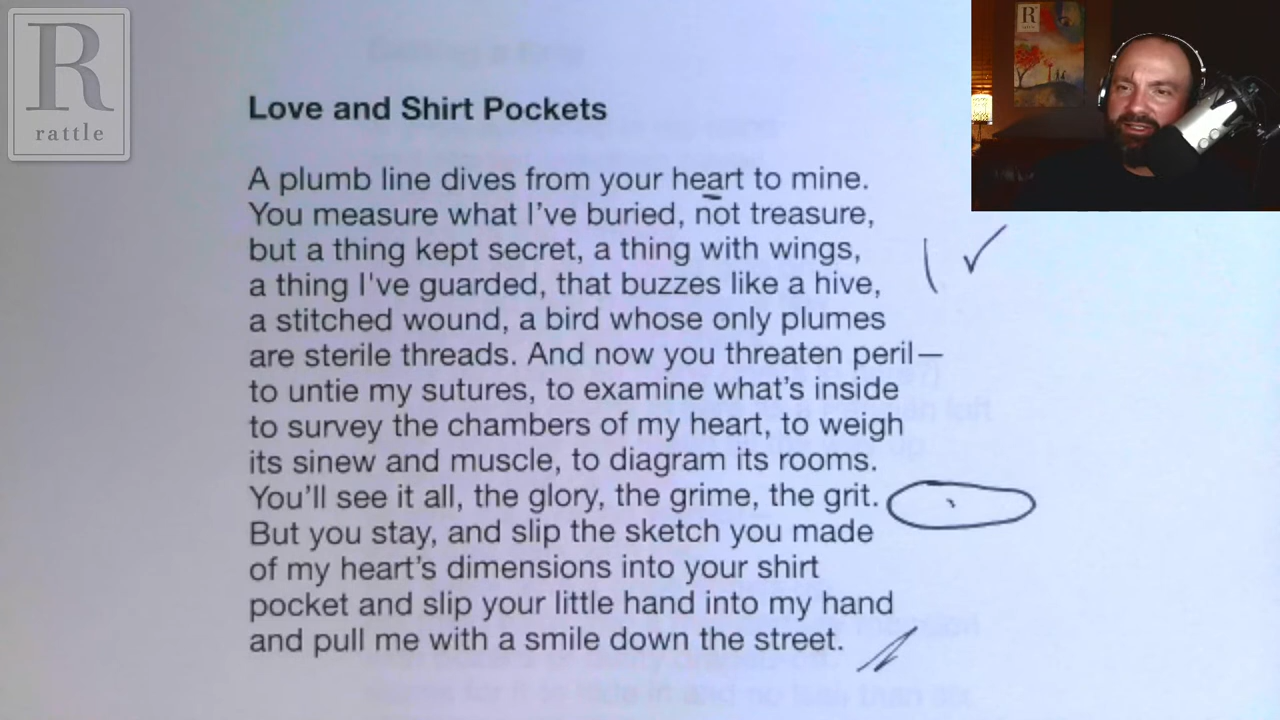 R
rattle
R
Love and Shirt Pockets
A plumb line dives from your heart to mine.
You measure what I've buried, not treasure,
but a thing kept secret, a thing with wings,
a thing I've guarded, that buzzes like a hive,
a stitched wound, a bird whose only plumes
are sterile threads. And now you threaten peril—
to untie my sutures, to examine what's inside
to survey the chambers of my heart, to weigh
its sinew and muscle, to diagram its rooms.
You'll see it all, the glory, the grime, the grit.
But you stay, and slip the sketch you made
of my heart's dimensions into your shirt
pocket and slip your little hand into my hand
and pull me with a smile down the street.